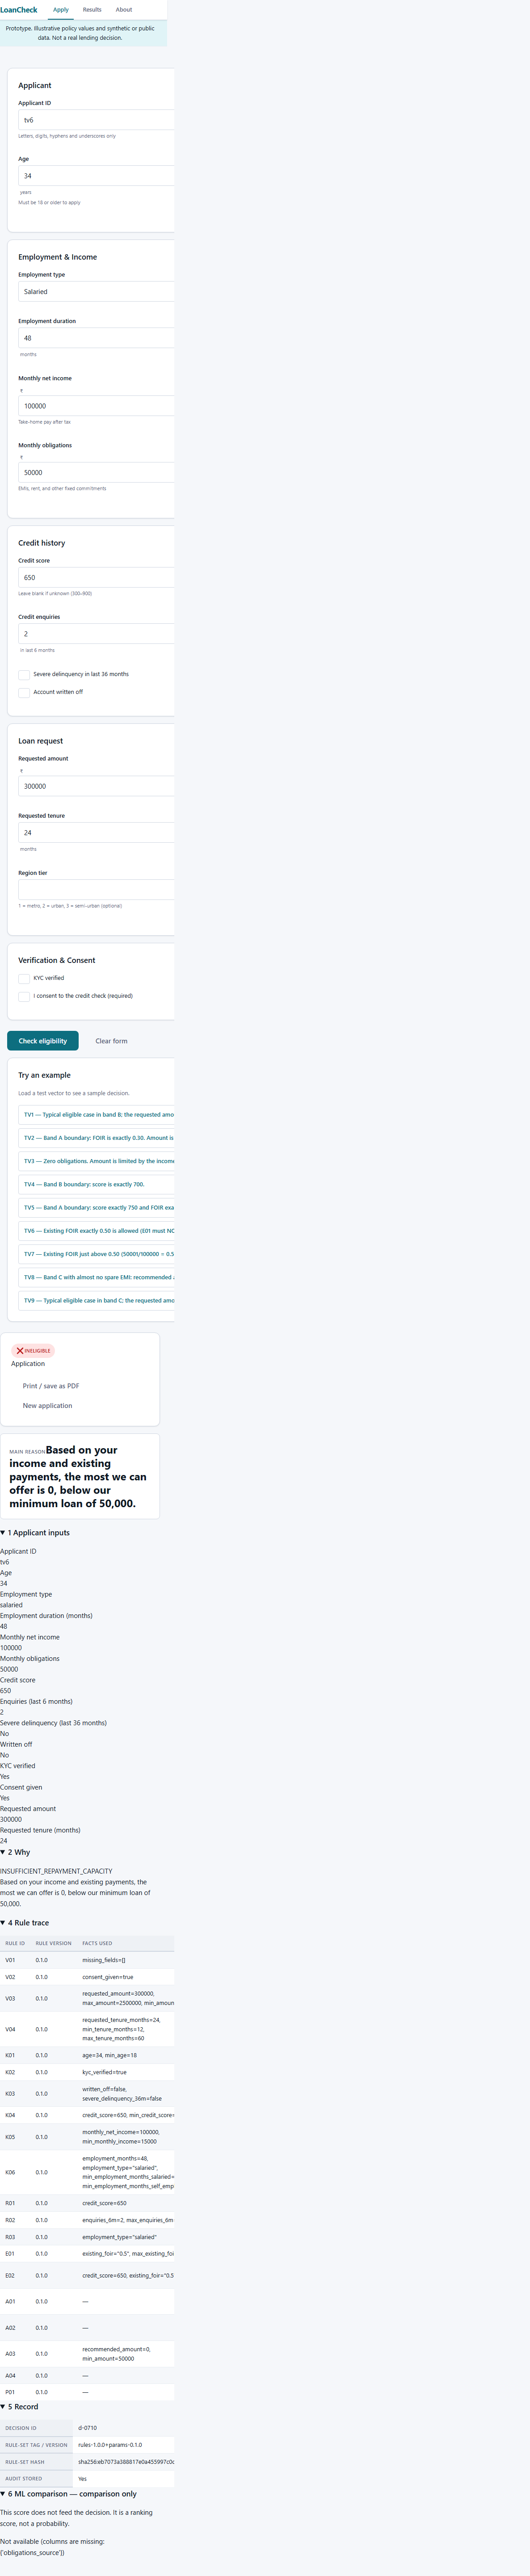 LoanCheck
Apply
Results
About
Prototype. Illustrative policy values and synthetic or public
data. Not a real lending decision.
Applicant
Applicant ID
tv6
Letters, digits, hyphens and underscores only
Age
34
years
Must be 18 or older to apply
Employment & Income
Employment type
Salaried
Employment duration
48
months
Monthly net income
₹
100000
Take-home pay after tax
Monthly obligations
₹
50000
EMIs, rent, and other fixed commitments
Credit history
Credit score
650
Leave blank if unknown (300–900)
Credit enquiries
2
in last 6 months
Severe delinquency in last 36 months
Account written off
Loan request
Requested amount
₹
300000
Requested tenure
24
months
Region tier
1 = metro, 2 = urban, 3 = semi-urban (optional)
Verification & Consent
KYC verified
I consent to the credit check (required)
Check eligibility
Clear form
Try an example
Load a test vector to see a sample decision.
TV1 — Typical eligible case in band B; the requested amo
TV2 — Band A boundary: FOIR is exactly 0.30. Amount is
TV3 — Zero obligations. Amount is limited by the income
TV4 — Band B boundary: score is exactly 700.
TV5 — Band A boundary: score exactly 750 and FOIR exa
TV6 — Existing FOIR exactly 0.50 is allowed (E01 must NO
TV7 — Existing FOIR just above 0.50 (50001/100000 = 0.5
TV8 — Band C with almost no spare EMI: recommended a
TV9 — Typical eligible case in band C; the requested amo
❌ INELIGIBLE
Application
Print / save as PDF
New application
MAIN REASON Based on your
income and existing
payments, the most we can
offer is 0, below our
minimum loan of 50,000.
▼ 1 Applicant inputs
Applicant ID
tv6
Age
34
Employment type
salaried
Employment duration (months)
48
Monthly net income
100000
Monthly obligations
50000
Credit score
650
Enquiries (last 6 months)
2
Severe delinquency (last 36 months)
No
Written off
No
KYC verified
Yes
Consent given
Yes
Requested amount
300000
Requested tenure (months)
24
▼ 2 Why
INSUFFICIENT_REPAYMENT_CAPACITY
Based on your income and existing payments, the
most we can offer is 0, below our minimum loan of
50,000.
▼ 4 Rule trace
RULE ID RULE VERSION FACTS USED
V01 0.1.0 missing_fields=[]
V02 0.1.0 consent_given=true
V03 0.1.0 requested_amount=300000,
max_amount=2500000, min_amoun
V04 0.1.0 requested_tenure_months=24,
min_tenure_months=12,
max_tenure_months=60
K01 0.1.0 age=34, min_age=18
K02 0.1.0 kyc_verified=true
K03 0.1.0 written_off=false,
severe_delinquency_36m=false
K04 0.1.0 credit_score=650, min_credit_score=
K05 0.1.0 monthly_net_income=100000,
min_monthly_income=15000
K06 0.1.0 employment_months=48,
employment_type="salaried",
min_employment_months_salaried=
min_employment_months_self_emp
R01 0.1.0 credit_score=650
R02 0.1.0 enquiries_6m=2, max_enquiries_6m
R03 0.1.0 employment_type="salaried"
E01 0.1.0 existing_foir="0.5", max_existing_foi
E02 0.1.0 credit_score=650, existing_foir="0.5
A01 0.1.0 —
A02 0.1.0 —
A03 0.1.0 recommended_amount=0,
min_amount=50000
A04 0.1.0 —
P01 0.1.0 —
▼ 5 Record
DECISION ID d-0710
RULE-SET TAG / VERSION rules-1.0.0+params-0.1.0
RULE-SET HASH
AUDIT STORED Yes
▼ 6 ML comparison — comparison only
This score does not feed the decision. It is a ranking
score, not a probability.
Not available (columns are missing:
['obligations_source'])